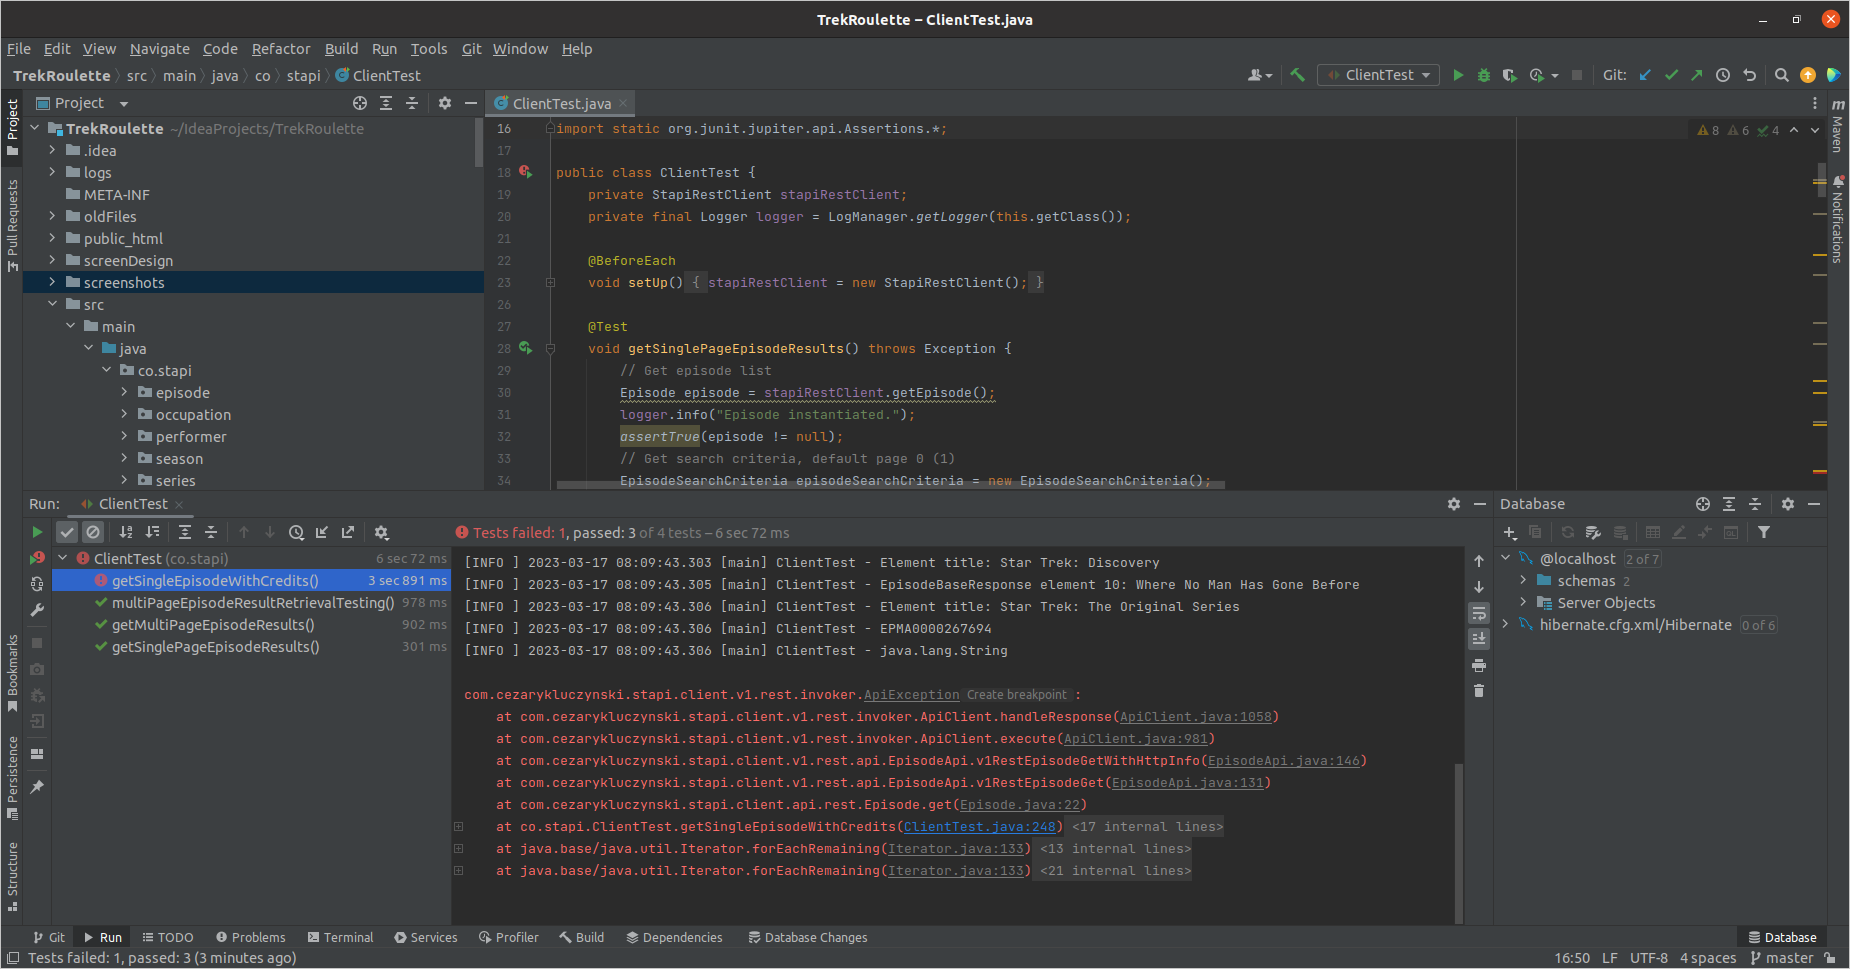 TrekRoulette – ClientTest.java
File Edit View Navigate Code Refactor Build Run Tools Git Window Help
TrekRoulette src main java co stapi ClientTest
ClientTest Git:
Project
ClientTest.java
Project
Pull Requests
Bookmarks
Persistence
Structure
TrekRoulette ~/IdeaProjects/TrekRoulette
.idea
logs
META-INF
oldFiles
public_html
screenDesign
screenshots
src
main
java
co.stapi
episode
occupation
performer
season
series
8 6 4
16 import static org.junit.jupiter.api.Assertions.*;
17
18 public class ClientTest {
19 private StapiRestClient stapiRestClient;
20 private final Logger logger = LogManager.getLogger(this.getClass());
21
22 @BeforeEach
23 void setUp() { stapiRestClient = new StapiRestClient(); }
26
27 @Test
28 void getSinglePageEpisodeResults() throws Exception {
29 // Get episode list
30 Episode episode = stapiRestClient.getEpisode();
31 logger.info("Episode instantiated.");
32 assertTrue(episode != null);
33 // Get search criteria, default page 0 (1)
34 EpisodeSearchCriteria episodeSearchCriteria = new EpisodeSearchCriteria();
m Maven
Notifications
Run: ClientTest
Tests failed: 1, passed: 3 of 4 tests – 6 sec 72 ms
ClientTest (co.stapi) 6 sec 72 ms
getSingleEpisodeWithCredits() 3 sec 891 ms
multiPageEpisodeResultRetrievalTesting() 978 ms
getMultiPageEpisodeResults() 902 ms
getSinglePageEpisodeResults() 301 ms
[INFO ] 2023-03-17 08:09:43.303 [main] ClientTest - Element title: Star Trek: Discovery
[INFO ] 2023-03-17 08:09:43.305 [main] ClientTest - EpisodeBaseResponse element 10: Where No Man Has Gone Before
[INFO ] 2023-03-17 08:09:43.306 [main] ClientTest - Element title: Star Trek: The Original Series
[INFO ] 2023-03-17 08:09:43.306 [main] ClientTest - EPMA0000267694
[INFO ] 2023-03-17 08:09:43.306 [main] ClientTest - java.lang.String
com.cezarykluczynski.stapi.client.v1.rest.invoker.ApiException Create breakpoint :
at com.cezarykluczynski.stapi.client.v1.rest.invoker.ApiClient.handleResponse(ApiClient.java:1058)
at com.cezarykluczynski.stapi.client.v1.rest.invoker.ApiClient.execute(ApiClient.java:981)
at com.cezarykluczynski.stapi.client.v1.rest.api.EpisodeApi.v1RestEpisodeGetWithHttpInfo(EpisodeApi.java:146)
at com.cezarykluczynski.stapi.client.v1.rest.api.EpisodeApi.v1RestEpisodeGet(EpisodeApi.java:131)
at com.cezarykluczynski.stapi.client.api.rest.Episode.get(Episode.java:22)
at co.stapi.ClientTest.getSingleEpisodeWithCredits(ClientTest.java:248) <17 internal lines>
at java.base/java.util.Iterator.forEachRemaining(Iterator.java:133) <13 internal lines>
at java.base/java.util.Iterator.forEachRemaining(Iterator.java:133) <21 internal lines>
Database
@localhost 2 of 7
schemas 2
Server Objects
hibernate.cfg.xml/Hibernate 0 of 6
Git Run TODO Problems Terminal Services Profiler Build Dependencies Database Changes Database
Tests failed: 1, passed: 3 (3 minutes ago) 16:50 LF UTF-8 4 spaces master